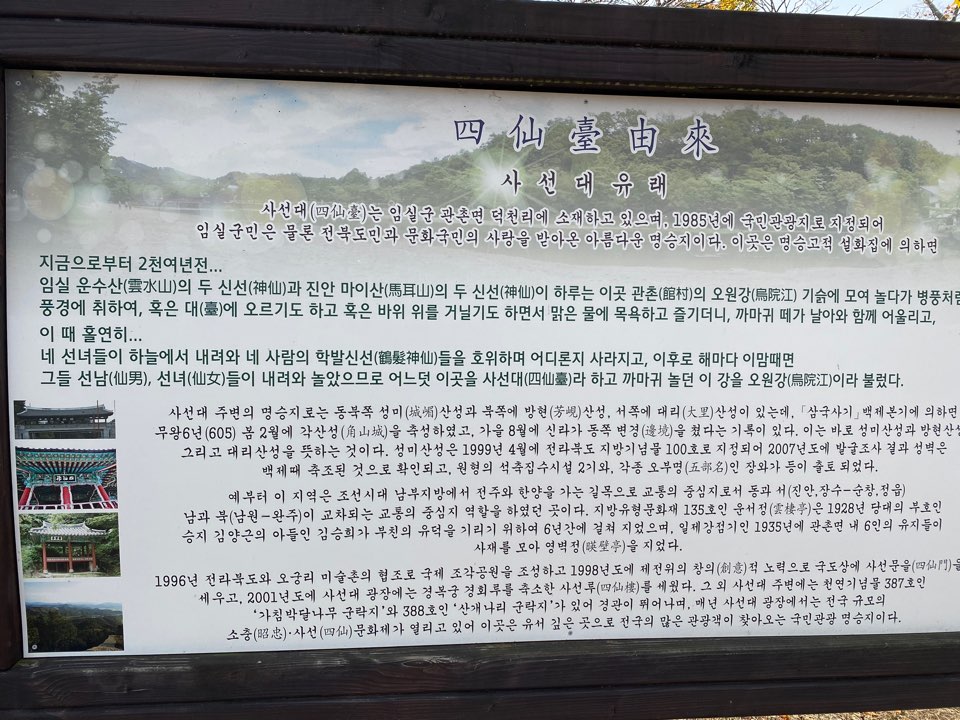 四仙臺由來
사선대유래
사선대(四仙臺)는 임실군 관촌면 덕천리에 소재하고 있으며, 1985년에 국민관광지로 지정되어
임실군민은 물론 전북도민과 문화국민의 사랑을 받아온 아름다운 명승지이다. 이곳은 명승고적 설화집에 의하면
지금으로부터 2천여년전...
임실 운수산(雲水山)의 두 신선(神仙)과 진안 마이산(馬耳山)의 두 신선(神仙)이 하루는 이곳 관촌(館村)의 오원강(烏院江) 기슭에 모여 놀다가 병풍처럼
풍경에 취하여, 혹은 대(臺)에 오르기도 하고 혹은 바위 위를 거닐기도 하면서 맑은 물에 목욕하고 즐기더니, 까마귀 떼가 날아와 함께 어울리고,
이 때 홀연히...
네 선녀들이 하늘에서 내려와 네 사람의 학발신선(鶴髮神仙)들을 호위하며 어디론지 사라지고, 이후로 해마다 이맘때면
그들 선남(仙男), 선녀(仙女)들이 내려와 놀았으므로 어느덧 이곳을 사선대(四仙臺)라 하고 까마귀 놀던 이 강을 오원강(烏院江)이라 불렀다.
사선대 주변의 명승지로는 동북쪽 성미(城嵋)산성과 북쪽에 방현(芳峴)산성, 서쪽에 대리(大里)산성이 있는데, 「삼국사기」백제본기에 의하면
무왕6년(605) 봄 2월에 각산성(角山城)을 축성하였고, 가을 8월에 신라가 동쪽 변경(邊境)을 쳤다는 기록이 있다. 이는 바로 성미산성과 방현산성
그리고 대리산성을 뜻하는 것이다. 성미산성은 1999년 4월에 전라북도 지방기념물 100호로 지정되어 2007년도에 발굴조사 결과 성벽은
백제때 축조된 것으로 확인되고, 원형의 석축집수시설 2기와, 각종 오부명(五部名)인 장와가 등이 출토 되었다.
예부터 이 지역은 조선시대 남부지방에서 전주와 한양을 가는 길목으로 교통의 중심지로서 동과 서(진안,장수-순창,정읍)
남과 북(남원-완주)이 교차되는 교통의 중심지 역할을 하였던 곳이다. 지방유형문화재 135호인 운서정(雲棲亭)은 1928년 당대의 부호인
승지 김양근의 아들인 김승희가 부친의 유덕을 기리기 위하여 6년간에 걸쳐 지었으며, 일제강점기인 1935년에 관촌면 내 6인의 유지들이
사재를 모아 영벽정(暎壁亭)을 지었다.
1996년 전라북도와 오궁리 미술촌의 협조로 국제 조각공원을 조성하고 1998년도에 제전위의 창의(創意)적 노력으로 국도상에 사선문을(四仙門)을
세우고, 2001년도에 사선대 광장에는 경복궁 경회루를 축소한 사선루(四仙樓)를 세웠다. 그 외 사선대 주변에는 천연기념물 387호인
'가침박달나무 군락지'와 388호인 '산개나리 군락지'가 있어 경관이 뛰어나며, 매년 사선대 광장에서는 전국 규모의
소충(昭忠)·사선(四仙)문화제가 열리고 있어 이곳은 유서 깊은 곳으로 전국의 많은 관광객이 찾아오는 국민관광 명승지이다.